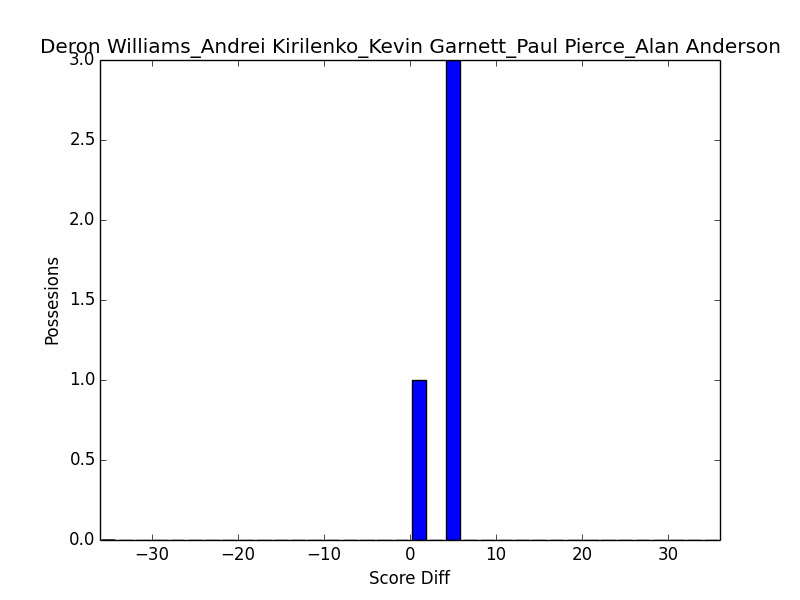 Deron Williams_Andrei Kirilenko_Kevin Garnett_Paul Pierce_Alan Anderson
3.0
2.5
2.0
1.5
1.0
0.5
0.0
Possesions
−30 −20 −10 0 10 20 30
Score Diff